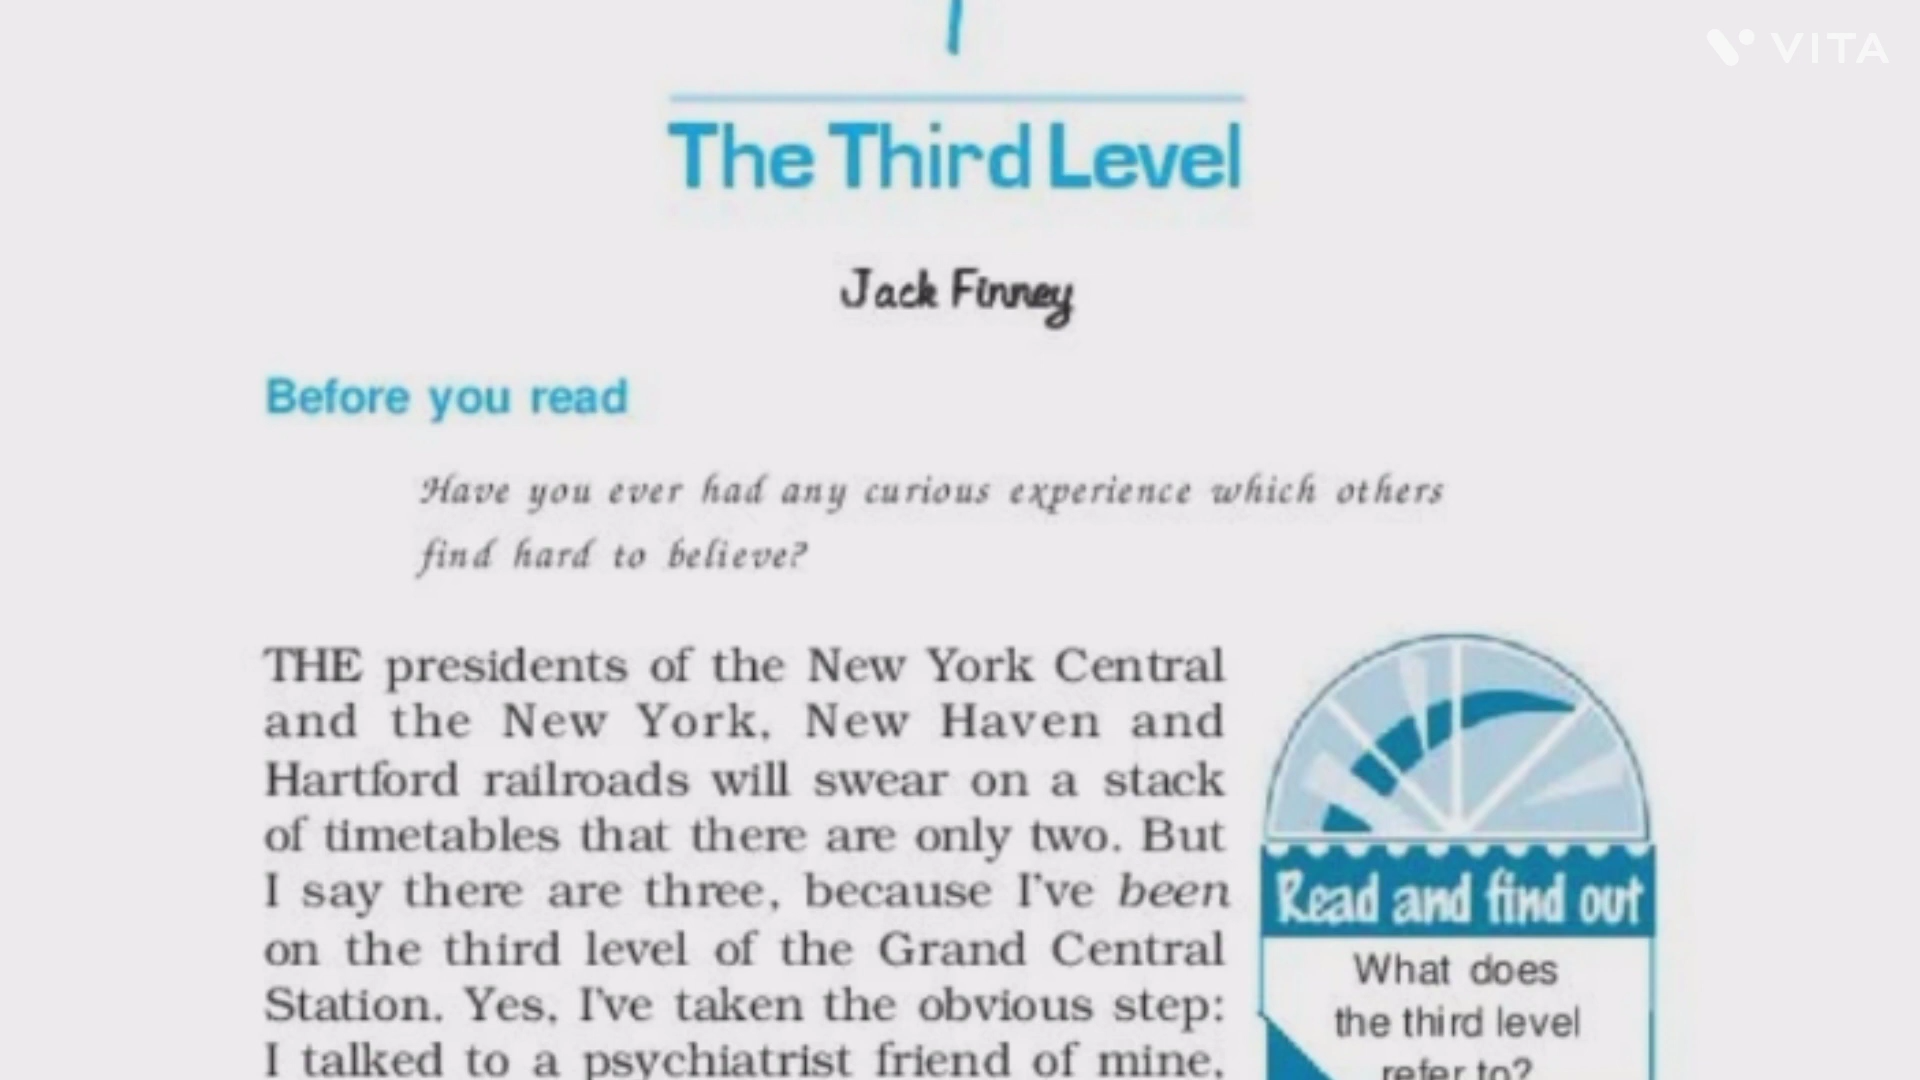 VITA
The Third Level
Jack Finney
Before you read
Have you ever had any curious experience which others
find hard to believe?
THE presidents of the New York Central
and the New York, New Haven and
Hartford railroads will swear on a stack
of timetables that there are only two. But
I say there are three, because I've been
on the third level of the Grand Central
Station. Yes, I've taken the obvious step:
I talked to a psychiatrist friend of mine,
Read and find out
What does
the third level
refer to?